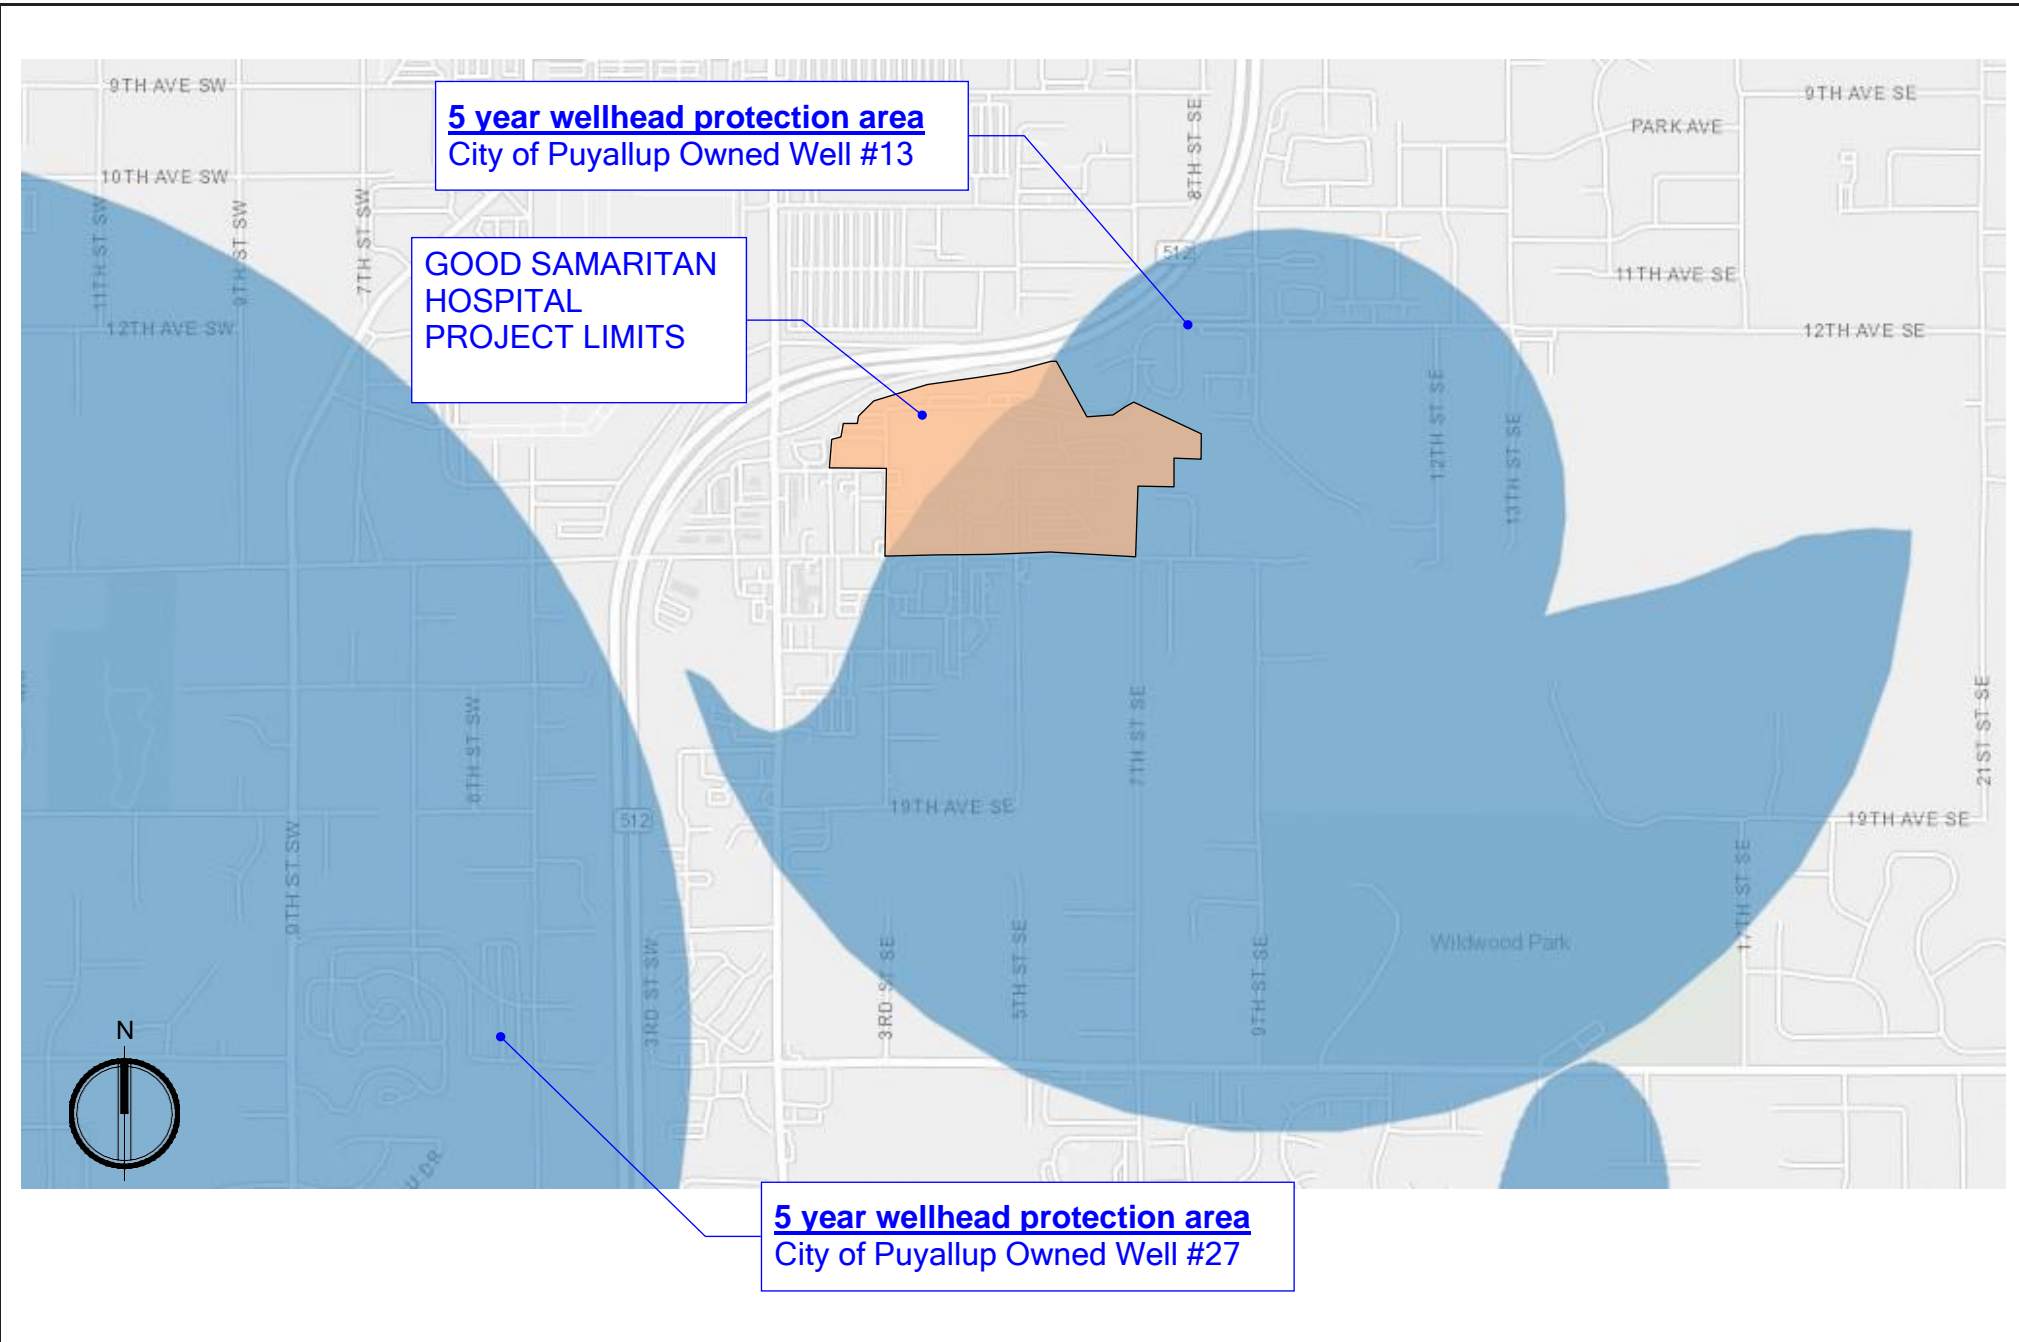 9TH AVE SW
5 year wellhead protection area
City of Puyallup Owned Well #13
8TH ST SE
9TH AVE SE
PARK AVE
10TH AVE SW
11TH ST SW
9TH ST SW
7TH ST SW
GOOD SAMARITAN
HOSPITAL
PROJECT LIMITS
512
11TH AVE SE
12TH AVE SW
12TH AVE SE
12TH ST SE
13TH ST SE
6TH ST SW
7TH ST SE
21ST ST SE
19TH AVE SE
512
19TH AVE SE
9TH ST SW
17TH ST SE
3RD ST SW
3RD ST SE
5TH ST SE
9TH ST SE
Wildwood Park
N
U DR
5 year wellhead protection area
City of Puyallup Owned Well #27